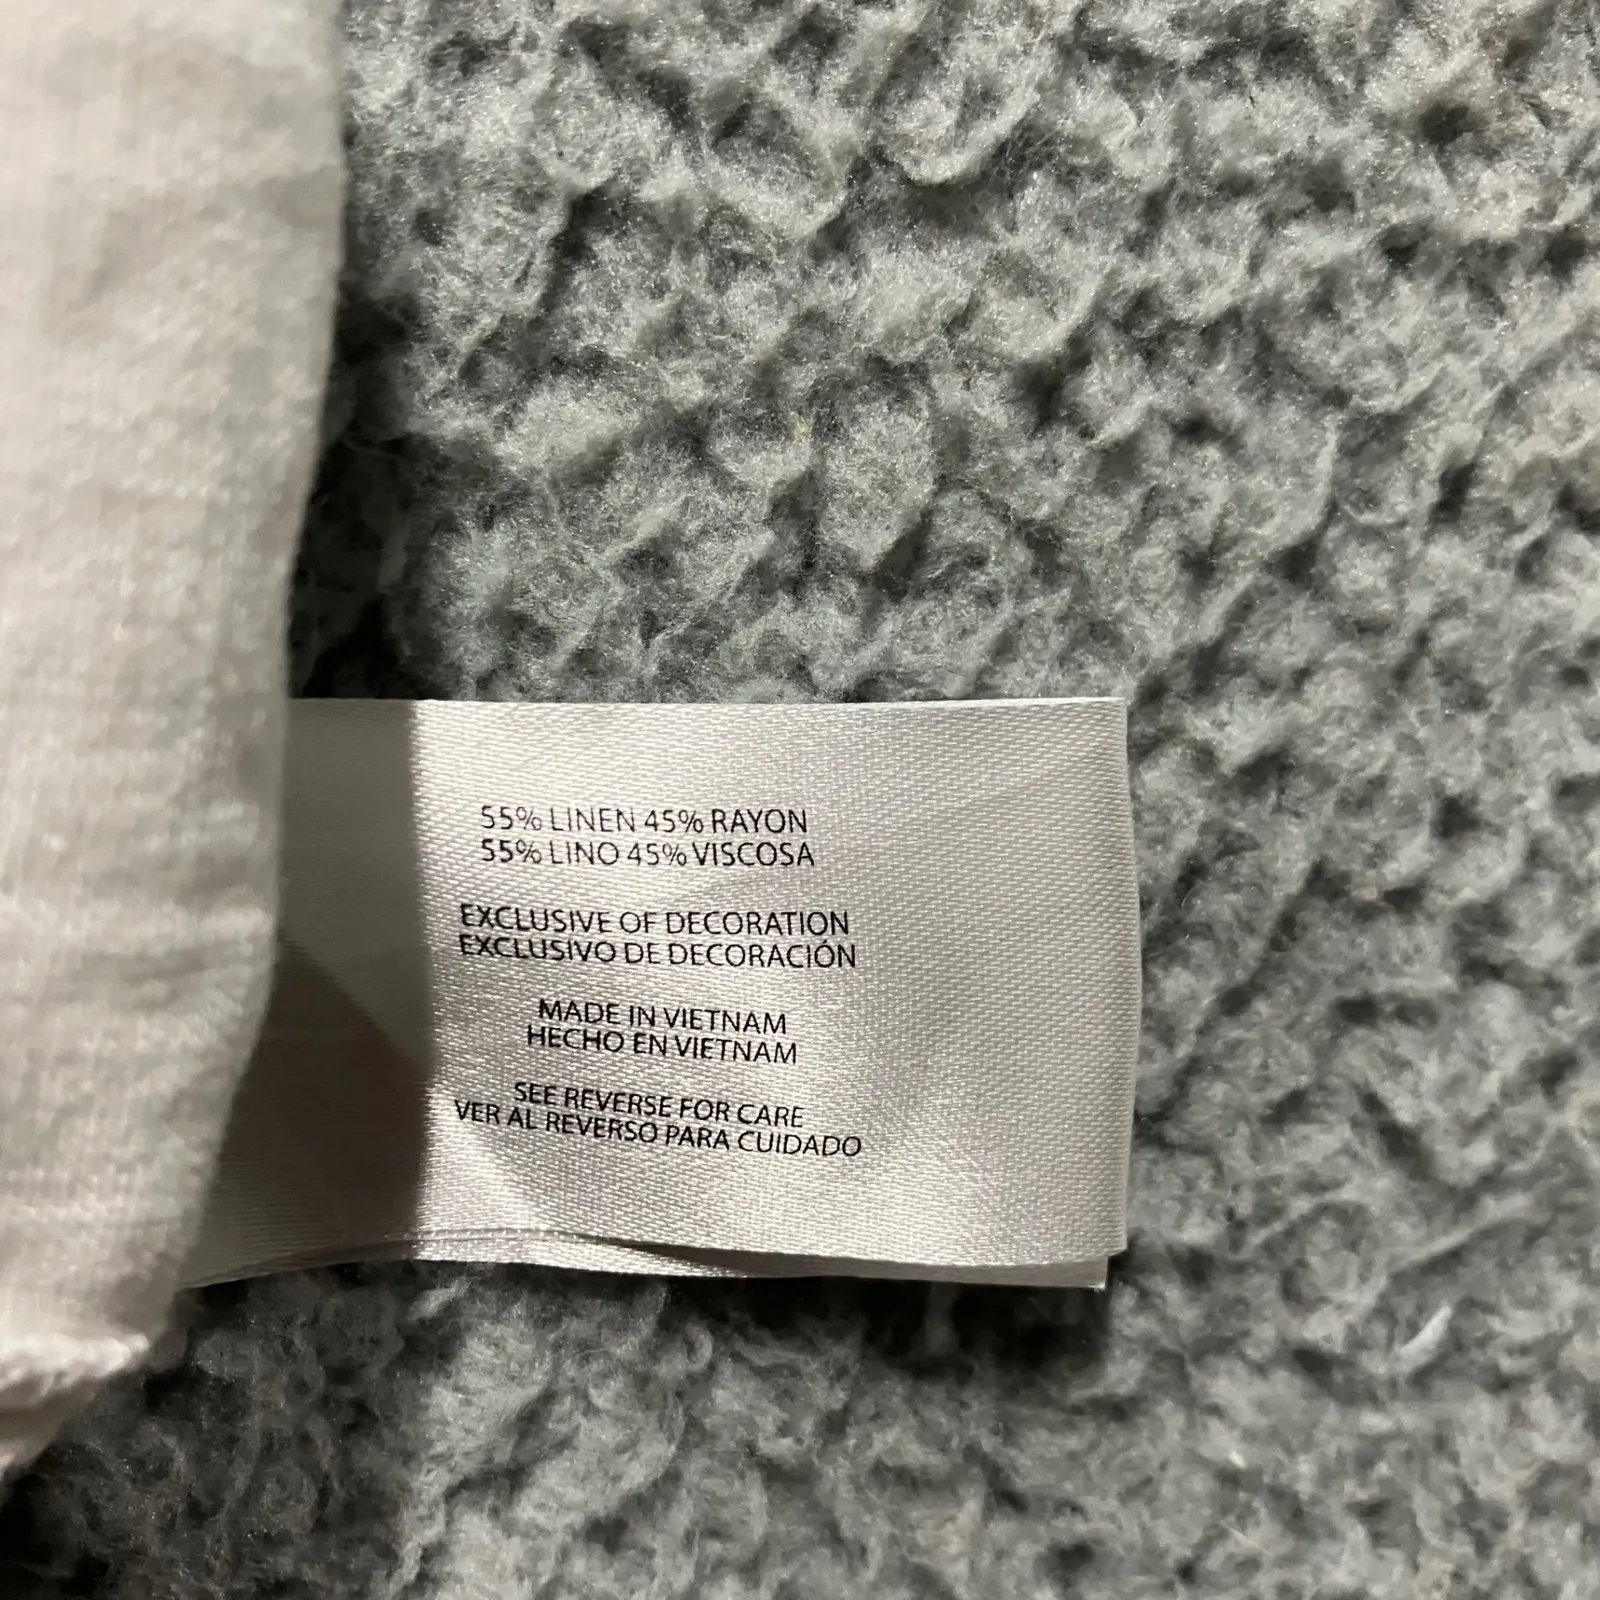 55% LINEN 45% RAYON
55% LINO 45% VISCOSA
EXCLUSIVE OF DECORATION
EXCLUSIVO DE DECORACIÓN
MADE IN VIETNAM
HECHO EN VIETNAM
SEE REVERSE FOR CARE
VER AL REVERSO PARA CUIDADO